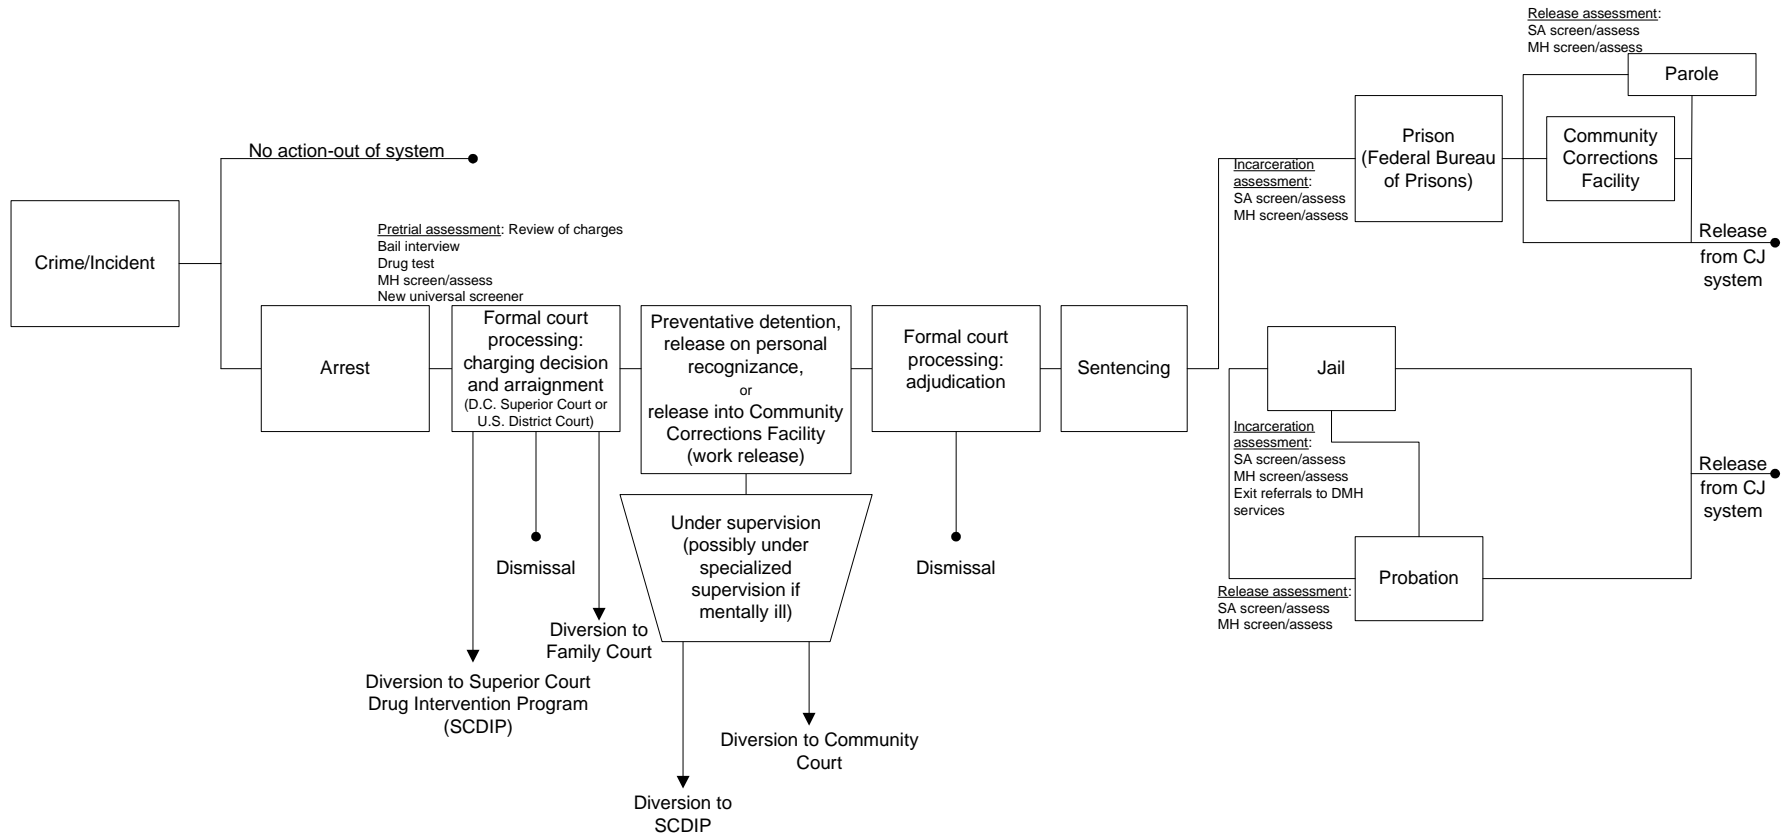 Release assessment:
SA screen/assess
MH screen/assess
Parole
Prison
(Federal Bureau
of Prisons)
Community
Corrections
Facility
No action-out of system
Incarceration
assessment:
SA screen/assess
MH screen/assess
Release
from CJ
system
Crime/Incident
Pretrial assessment: Review of charges
Bail interview
Drug test
MH screen/assess
New universal screener
Arrest
Formal court
processing:
charging decision
and arraignment
(D.C. Superior Court or
U.S. District Court)
Preventative detention,
release on personal
recognizance,
or
release into Community
Corrections Facility
(work release)
Formal court
processing:
adjudication
Sentencing
Jail
Incarceration
assessment:
SA screen/assess
MH screen/assess
Exit referrals to DMH
services
Release
from CJ
system
Under supervision
(possibly under
specialized
supervision if
mentally ill)
Dismissal
Dismissal
Probation
Release assessment:
SA screen/assess
MH screen/assess
Diversion to
Family Court
Diversion to Superior Court
Drug Intervention Program
(SCDIP)
Diversion to Community
Court
Diversion to
SCDIP